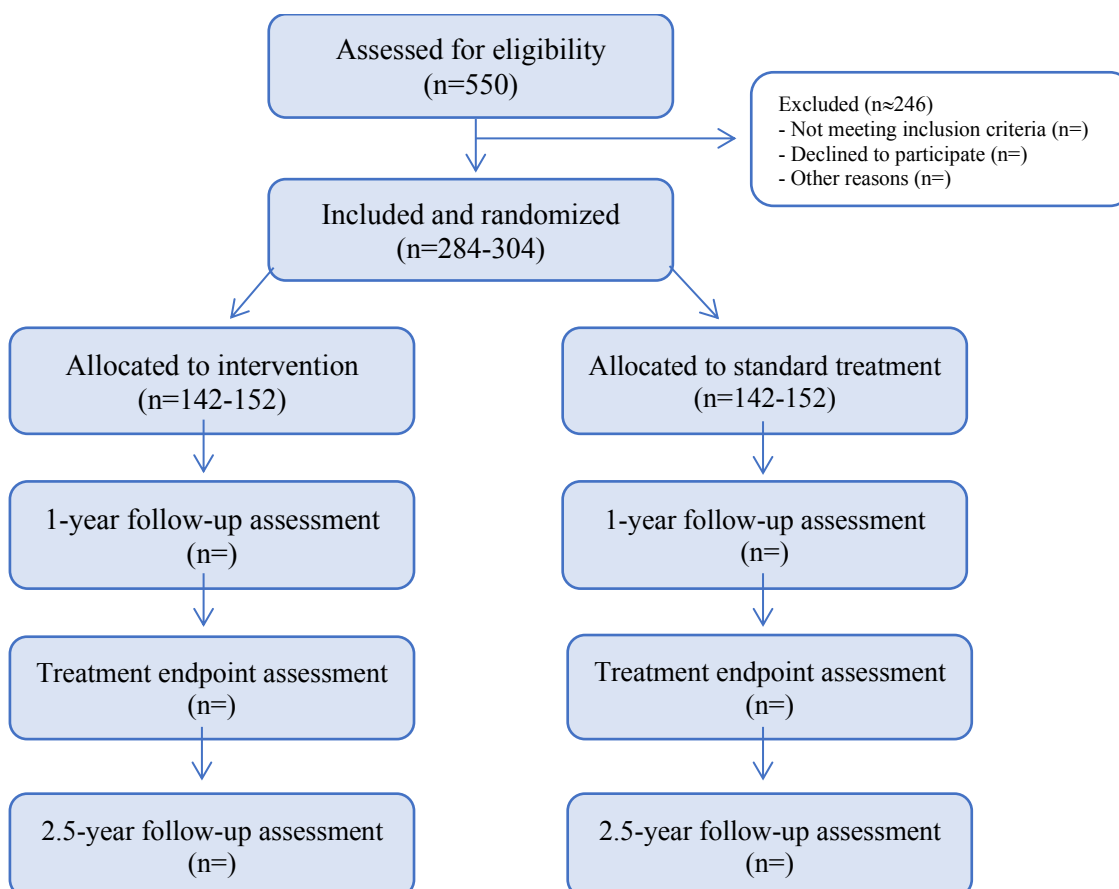 Assessed for eligibility
(n=550)
Excluded (n≈246)
- Not meeting inclusion criteria (n=)
- Declined to participate (n=)
- Other reasons (n=)
Included and randomized
(n=284-304)
Allocated to intervention
(n=142-152)
Allocated to standard treatment
(n=142-152)
1-year follow-up assessment
(n=)
1-year follow-up assessment
(n=)
Treatment endpoint assessment
(n=)
Treatment endpoint assessment
(n=)
2.5-year follow-up assessment
(n=)
2.5-year follow-up assessment
(n=)